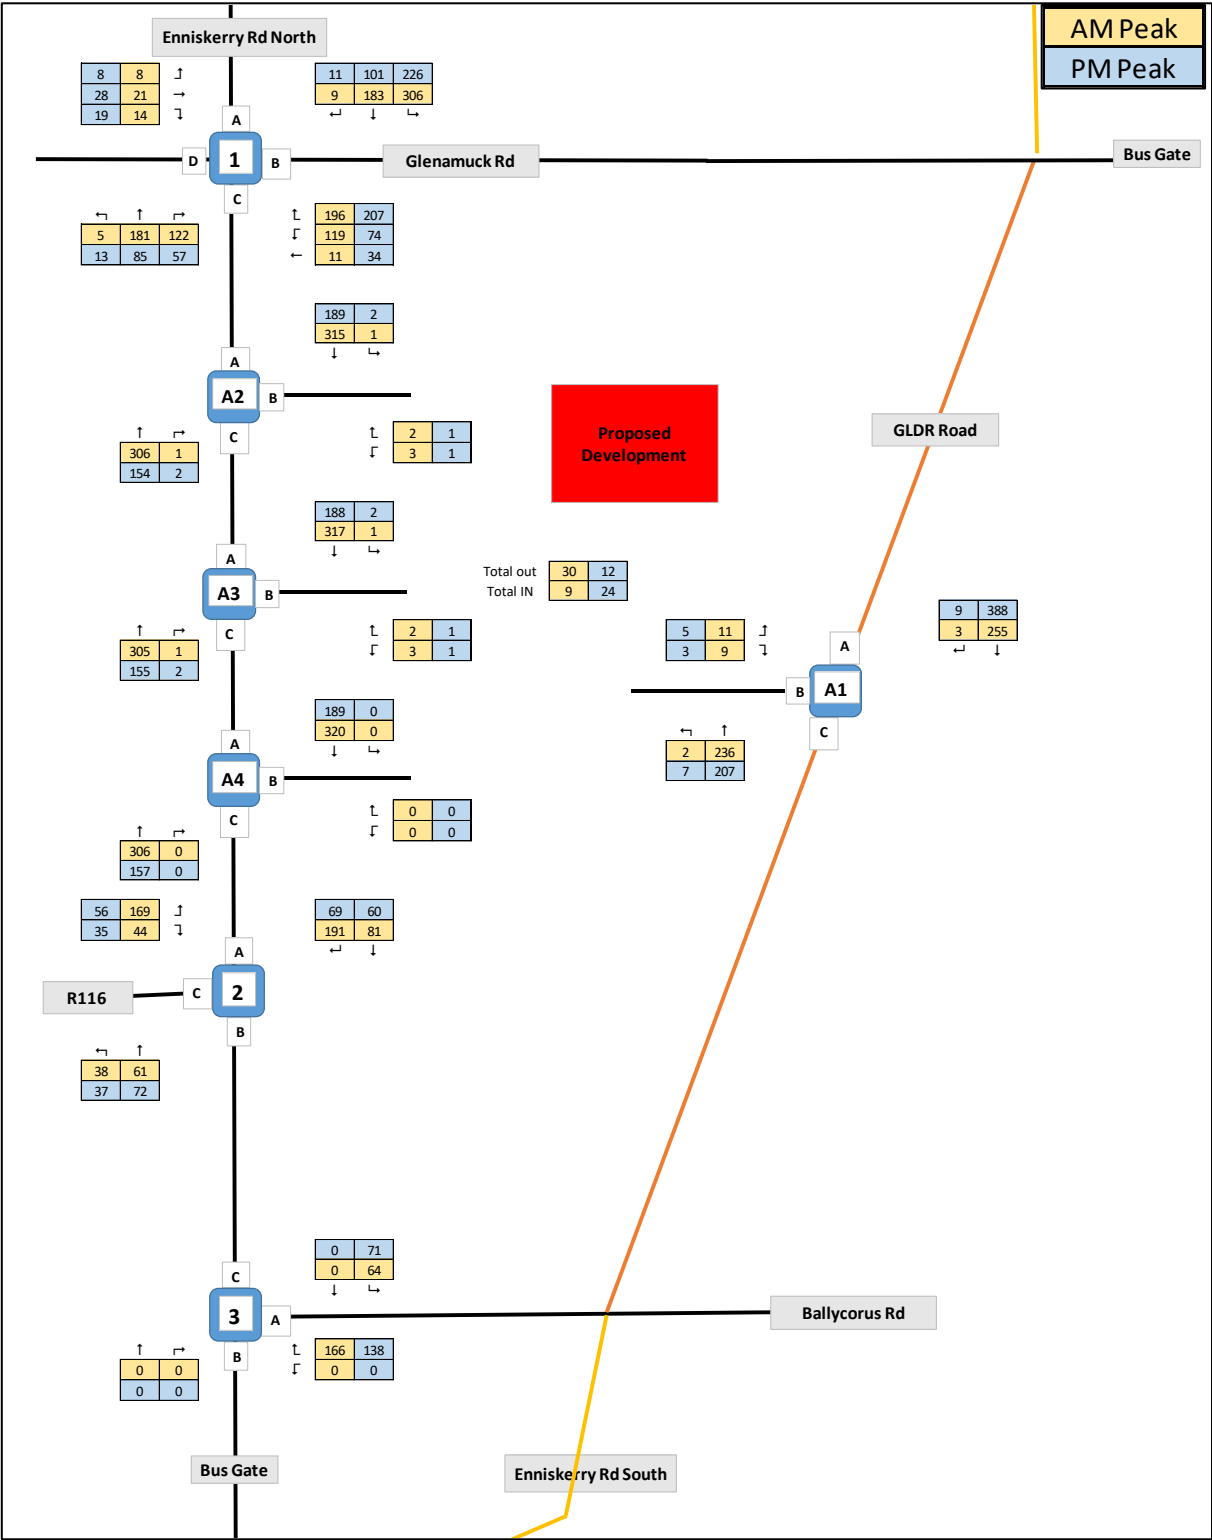 AM Peak
PM Peak
Enniskerry Rd North
8 8 ⮥
28 21 →
19 14 ⮧
11 101 226
9 183 306
↵ ↓ ↳
A
D 1 B
C
Glenamuck Rd
Bus Gate
↰ ↑ ↱
5 181 122
13 85 57
196 207
119 74
← 11 34
189 2
315 1
↓ ↳
A
A2 B
C
↑ ↱
306 1
154 2
2 1
3 1
Proposed
Development
GLDR Road
188 2
317 1
↓ ↳
A
A3 B
C
Total out 30 12
Total IN 9 24
↑ ↱
305 1
155 2
2 1
3 1
5 11
3 9
9 388
3 255
↵ ↓
A
B A1
C
↰ ↑
2 236
7 207
189 0
320 0
↓ ↳
A
A4 B
C
↑ ↱
306 0
157 0
0 0
0 0
56 169
35 44
69 60
191 81
↵ ↓
A
R116
C 2
B
↰ ↑
38 61
37 72
0 71
0 64
↓ ↳
C
3 A
B
Ballycorus Rd
↑ ↱
0 0
0 0
166 138
0 0
Bus Gate
Enniskerry Rd South